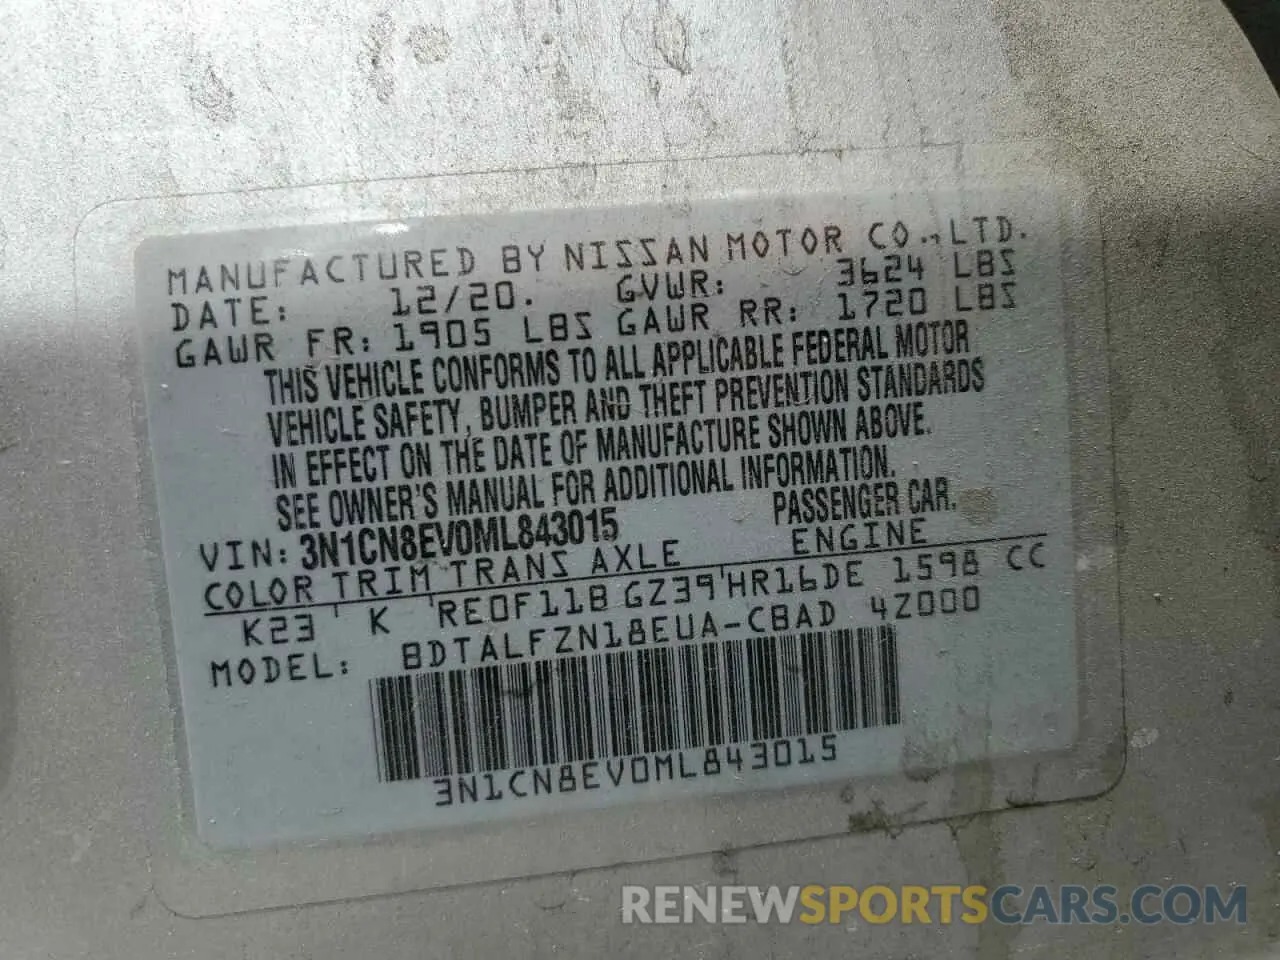 MANUFACTURED BY NISSAN MOTOR CO., LTD.
DATE: 12/20. GVWR: 3624 LBS
GAWR FR: 1905 LBS GAWR RR: 1720 LBS
THIS VEHICLE CONFORMS TO ALL APPLICABLE FEDERAL MOTOR
VEHICLE SAFETY, BUMPER AND THEFT PREVENTION STANDARDS
IN EFFECT ON THE DATE OF MANUFACTURE SHOWN ABOVE.
SEE OWNER'S MANUAL FOR ADDITIONAL INFORMATION.
VIN: 3N1CN8EV0ML843015 PASSENGER CAR.
COLOR TRIM TRANS AXLE ENGINE
K23 K RE0F11B GZ39 HR16DE 1598 CC
MODEL: BDTALFZN18EUA-CBAD 4Z000
3N1CN8EV0ML843015
RENEWSPORTSCARS.COM